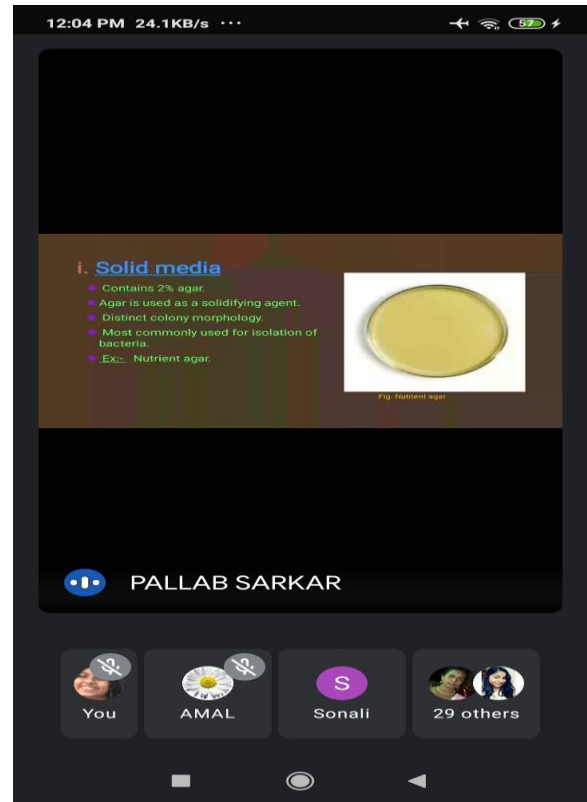 12:04 PM 24.1KB/s ...
57
i. Solid media
Contains 2% agar.
Agar is used as a solidifying agent.
Distinct colony morphology.
Most commonly used for isolation of
bacteria.
Ex:- Nutrient agar.
Fig- Nutrient agar
PALLAB SARKAR
S
You
AMAL
Sonali
29 others